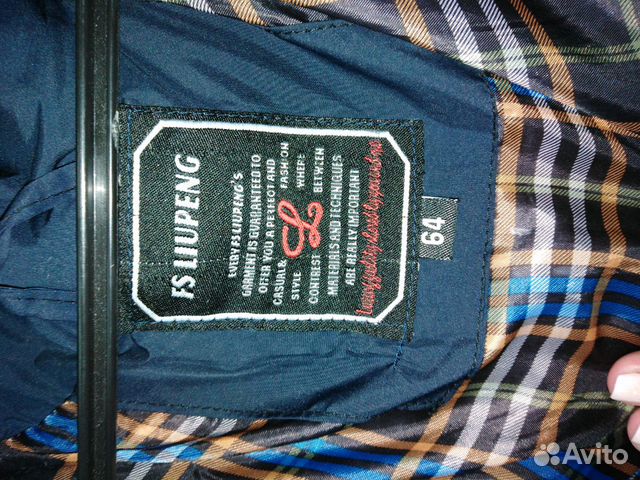 FS LIUPENG
EVERY FS LIUPENG'S
GARMENT IS GUARANTEED TO
OFFER YOU A PERFECT AND
CASUAL& FASHION
STYLE WHERE
CONTREST BETWEEN
MATERIALS AND TECHNIQUES
ARE REALLY IMPORTANT
64
Avito